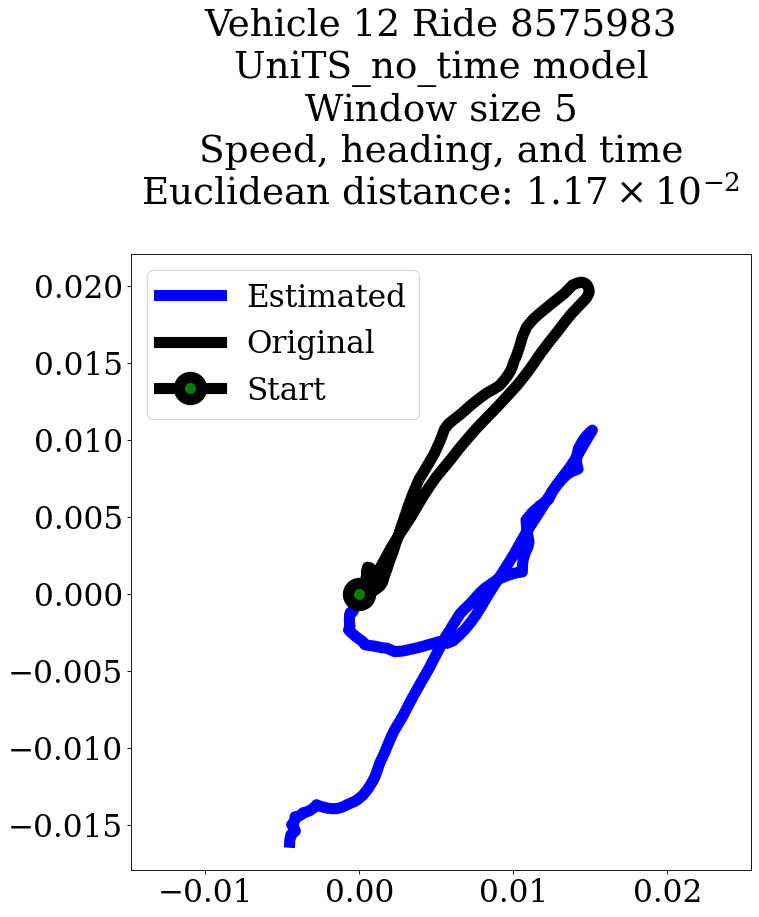 Vehicle 12 Ride 8575983
UniTS_no_time model
Window size 5
Speed, heading, and time
Euclidean distance: 1.17 × 10⁻²
Estimated
Original
Start
0.020
0.015
0.010
0.005
0.000
−0.005
−0.010
−0.015
−0.01 0.00 0.01 0.02